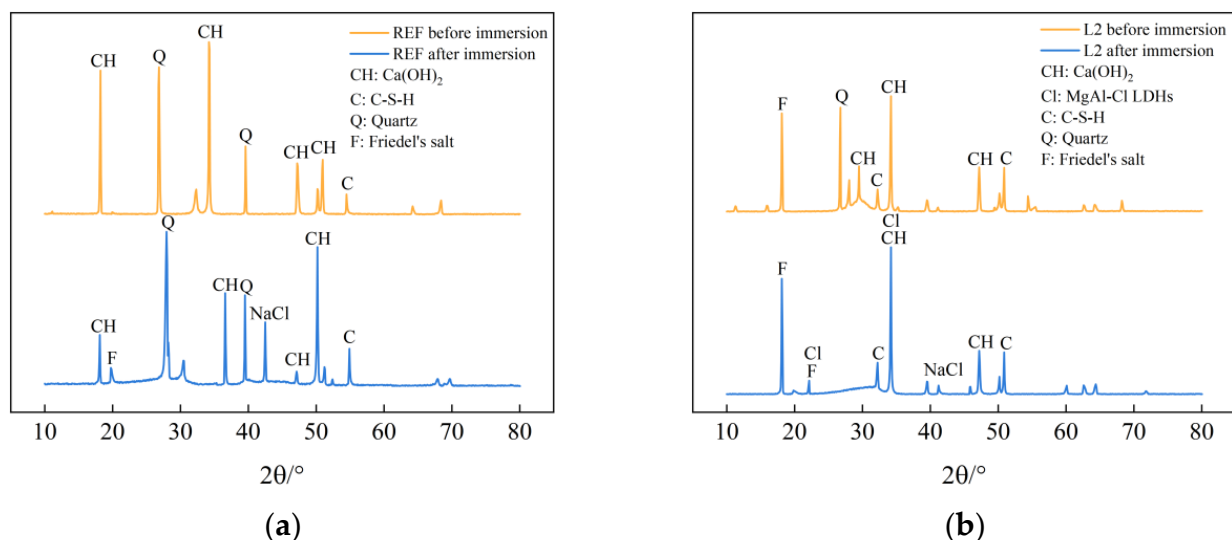 REF before immersion
REF after immersion
CH: Ca(OH)2
C: C-S-H
Q: Quartz
F: Friedel's salt
CH
Q
CH
Q
CH
CH
C
CH
F
Q
CH
Q
NaCl
CH
CH
C
10 20 30 40 50 60 70 80
2θ/°
(a)
L2 before immersion
L2 after immersion
CH: Ca(OH)2
Cl: MgAl-Cl LDHs
C: C-S-H
Q: Quartz
F: Friedel's salt
F
Q
CH
C
CH
CH
C
F
Cl
F
C
Cl
CH
NaCl
CH
C
10 20 30 40 50 60 70 80
2θ/°
(b)